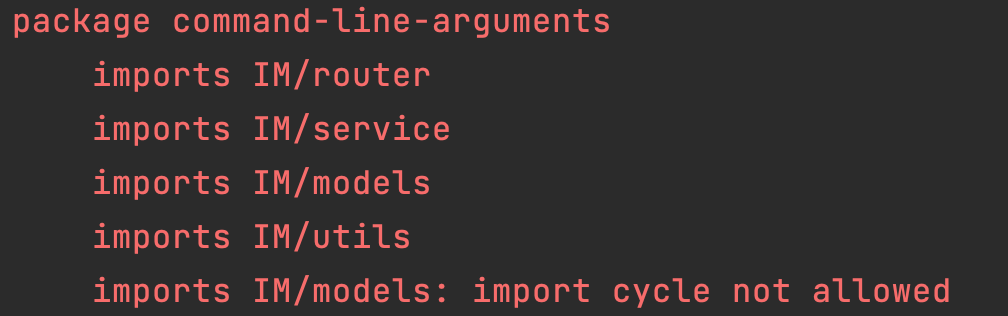 package command-line-arguments
imports IM/router
imports IM/service
imports IM/models
imports IM/utils
imports IM/models: import cycle not allowed